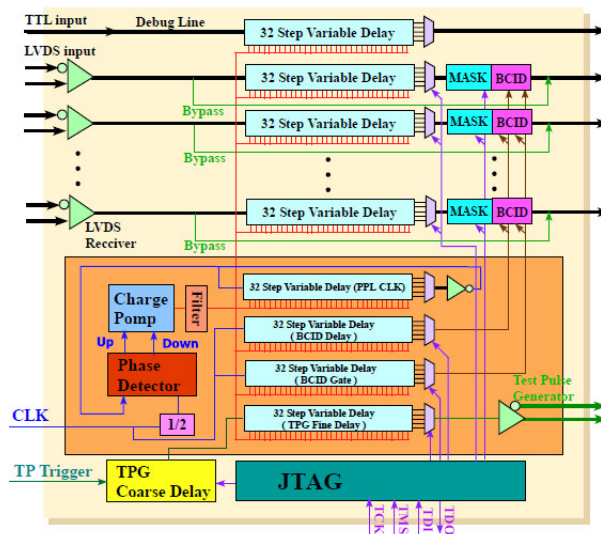 TTL input
Debug Line
32 Step Variable Delay
LVDS input
32 Step Variable Delay
MASK
BCID
Bypass
32 Step Variable Delay
MASK
BCID
Bypass
32 Step Variable Delay
MASK
BCID
LVDS
Recriver
Bypass
Charge
Pomp
Filter
32 Step Variable Delay (PPL CLK)
Up
Down
32 Step Variable Delay
( BCID Delay )
Phase
Detector
32 Step Variable Delay
( BCID Gate )
Test Pulse
Generator
CLK
1/2
32 Step Variable Delay
( TPG Fine Delay )
TP Trigger
TPG
Coarse Delay
JTAG
TCK
TMS
TDI
TDO